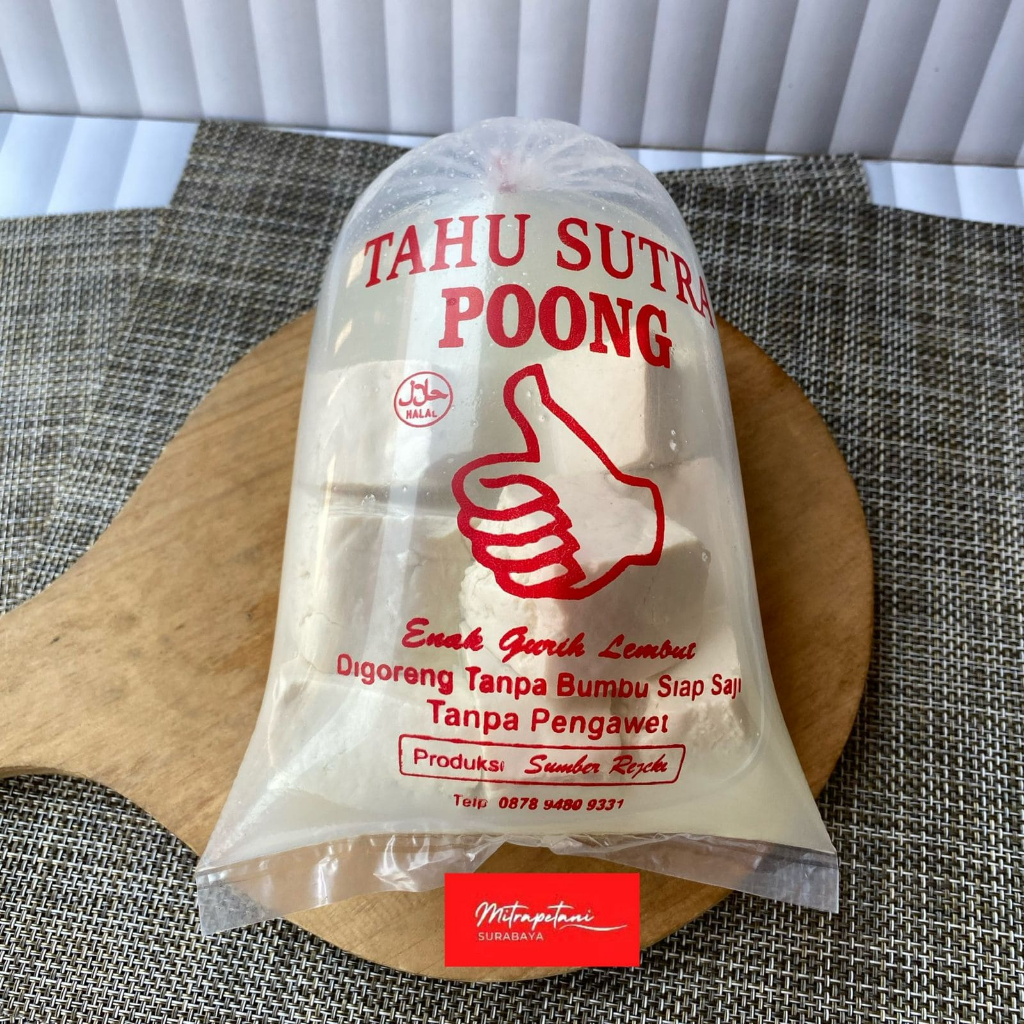 TAHU SUTRA
POONG
حلال
HALAL
Enak Gurih Lembut
Digoreng Tanpa Bumbu Siap Saji
Tanpa Pengawet
Produksi Sumber Rezeki
Telp 0878 9480 9331
Mitrapetani
SURABAYA